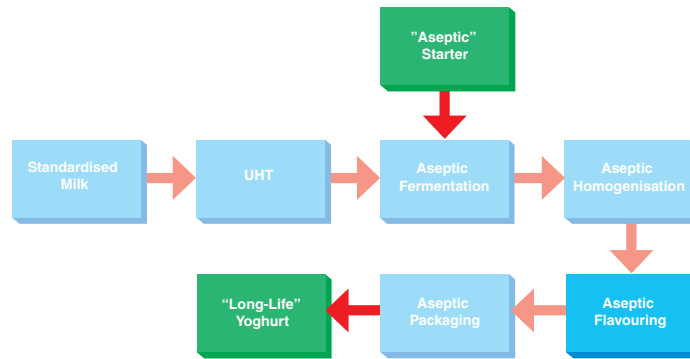 ”Aseptic”
Starter
Standardised
Milk
UHT
Aseptic
Fermentation
Aseptic
Homogenisation
“Long-Life”
Yoghurt
Aseptic
Packaging
Aseptic
Flavouring